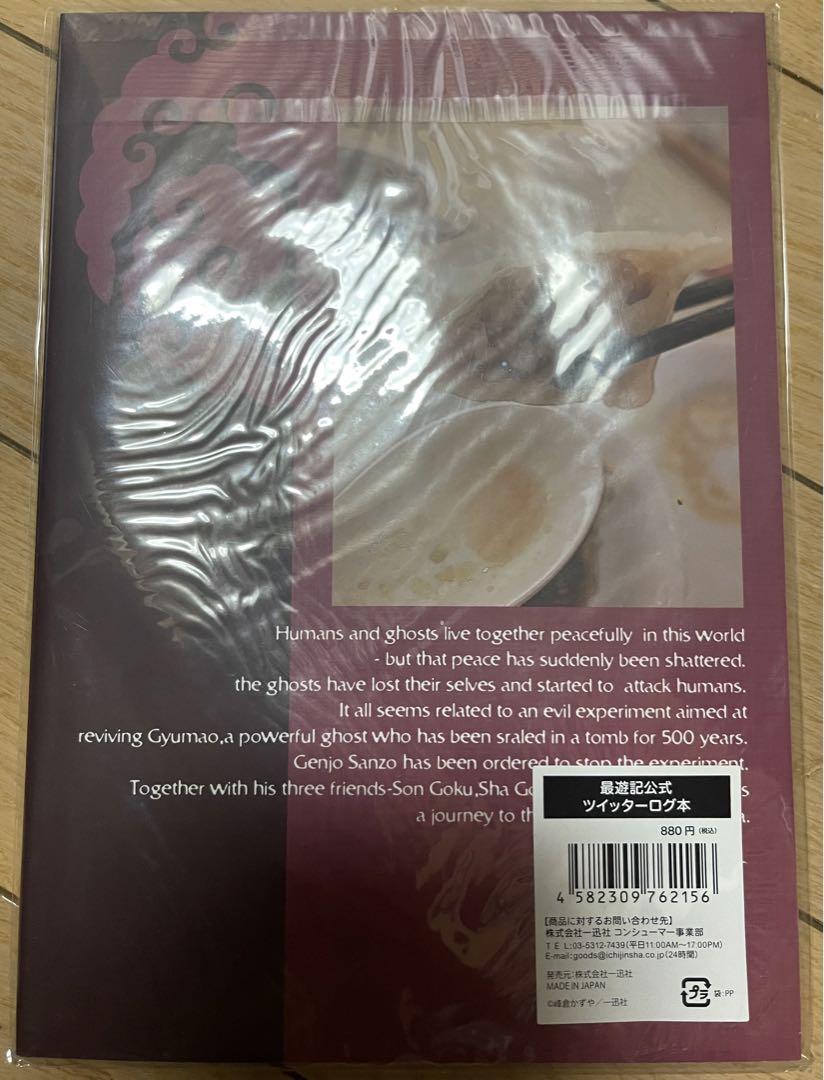 Humans and ghosts live together peacefully in this world
- but that peace has suddenly been shattered.
the ghosts have lost their selves and started to attack humans.
It all seems related to an evil experiment aimed at
reviving Gyumao,a powerful ghost who has been sraled in a tomb for 500 years.
Genjo Sanzo has been ordered to stop the experiment.
Together with his three friends-Son Goku,Sha
a journey to
最遊記公式
ツイッターログ本
880円(税込)
4 582309 762156
【商品に対するお問い合わせ先】
株式会社一迅社 コンシューマー事業部
TEL:03-5312-7439(平日11:00AM〜17:00PM)
E-mail:goods@ichijinsha.co.jp(24時間)
発売元:株式会社一迅社
MADE IN JAPAN
©峰倉かずや/一迅社
プラ 袋:PP